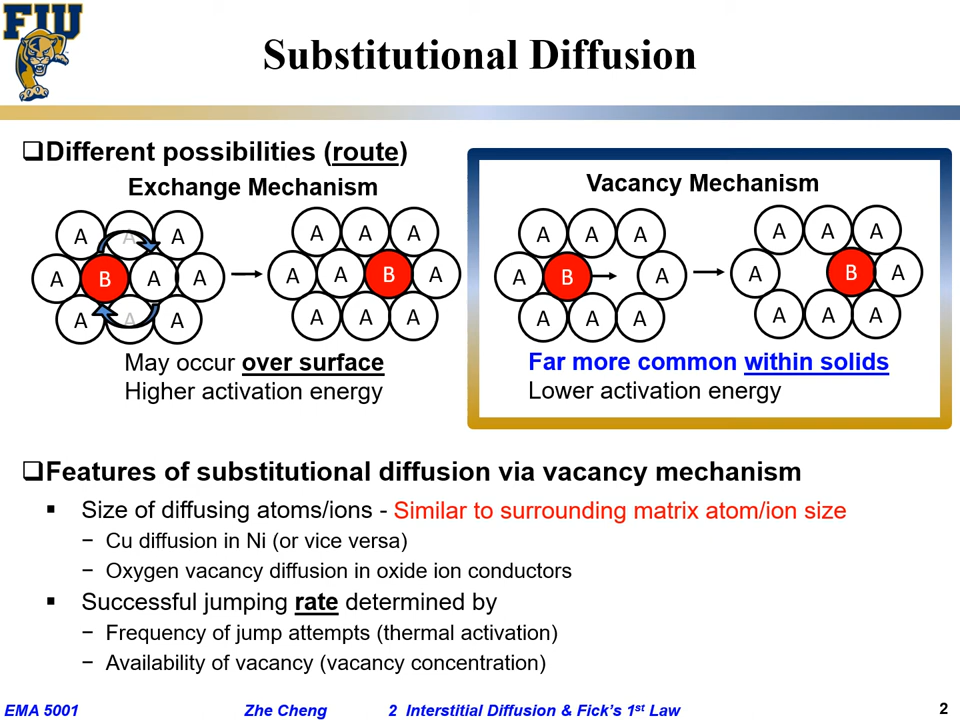 FIU
Substitutional Diffusion
❑Different possibilities (route)
Exchange Mechanism
A A A
A B A A
A A A
A A A
A A B A
A A A
May occur over surface
Higher activation energy
Vacancy Mechanism
A A A
A B A
A A A
A A A
A B A
A A A
Far more common within solids
Lower activation energy
❑Features of substitutional diffusion via vacancy mechanism
▪ Size of diffusing atoms/ions - Similar to surrounding matrix atom/ion size
− Cu diffusion in Ni (or vice versa)
− Oxygen vacancy diffusion in oxide ion conductors
▪ Successful jumping rate determined by
− Frequency of jump attempts (thermal activation)
− Availability of vacancy (vacancy concentration)
EMA 5001 Zhe Cheng 2 Interstitial Diffusion & Fick's 1st Law 2